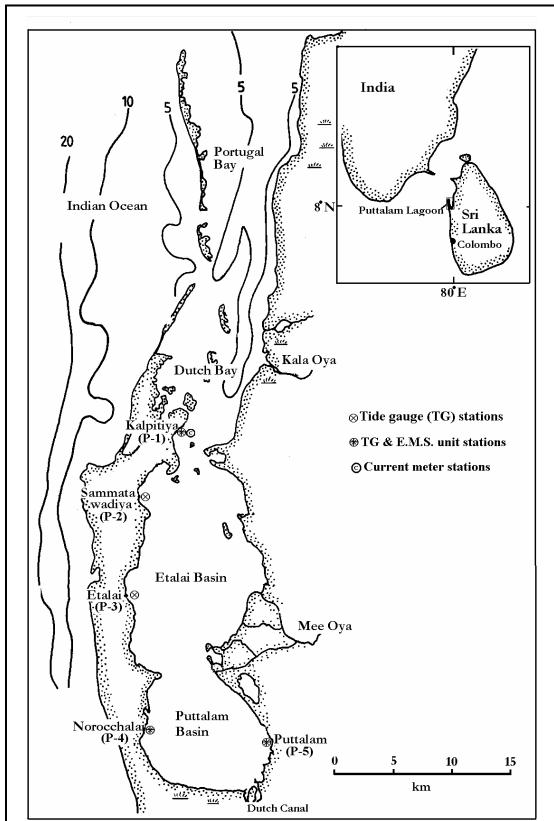 5
5
10
5
20
Portugal
Bay
Indian Ocean
India
8°N
Puttalam Lagoon
Sri
Lanka
Colombo
80°E
Kala Oya
Dutch Bay
Kalpitiya
(P-1)
Tide gauge (TG) stations
TG & E.M.S. unit stations
Current meter stations
C
C
Sammata
wadiya
(P-2)
Etalai Basin
Etalai
(P-3)
Mee Oya
Norocchalai
(P-4)
Puttalam
Basin
Puttalam
(P-5)
0 5 10 15
km
Dutch Canal